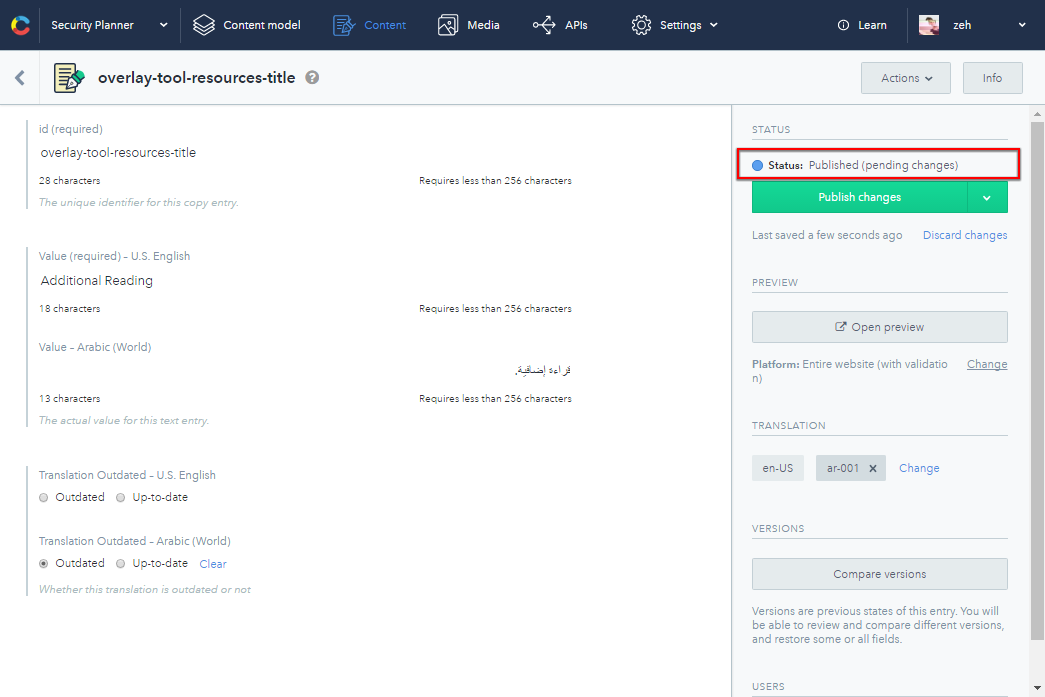 Security Planner
Content model
Content
Media
APIs
Settings
Learn
zeh
overlay-tool-resources-title
?
Actions
Info
id (required)
overlay-tool-resources-title
28 characters
Requires less than 256 characters
The unique identifier for this copy entry.
Value (required) – U.S. English
Additional Reading
18 characters
Requires less than 256 characters
Value – Arabic (World)
قراءة إضافية.
13 characters
Requires less than 256 characters
The actual value for this text entry.
Translation Outdated – U.S. English
Outdated Up-to-date
Translation Outdated – Arabic (World)
Outdated Up-to-date Clear
Whether this translation is outdated or not
STATUS
Status: Published (pending changes)
Publish changes
Last saved a few seconds ago Discard changes
PREVIEW
Open preview
Platform: Entire website (with validatio
n)
Change
TRANSLATION
en-US ar-001 x Change
VERSIONS
Compare versions
Versions are previous states of this entry. You will
be able to review and compare different versions,
and restore some or all fields.
USERS